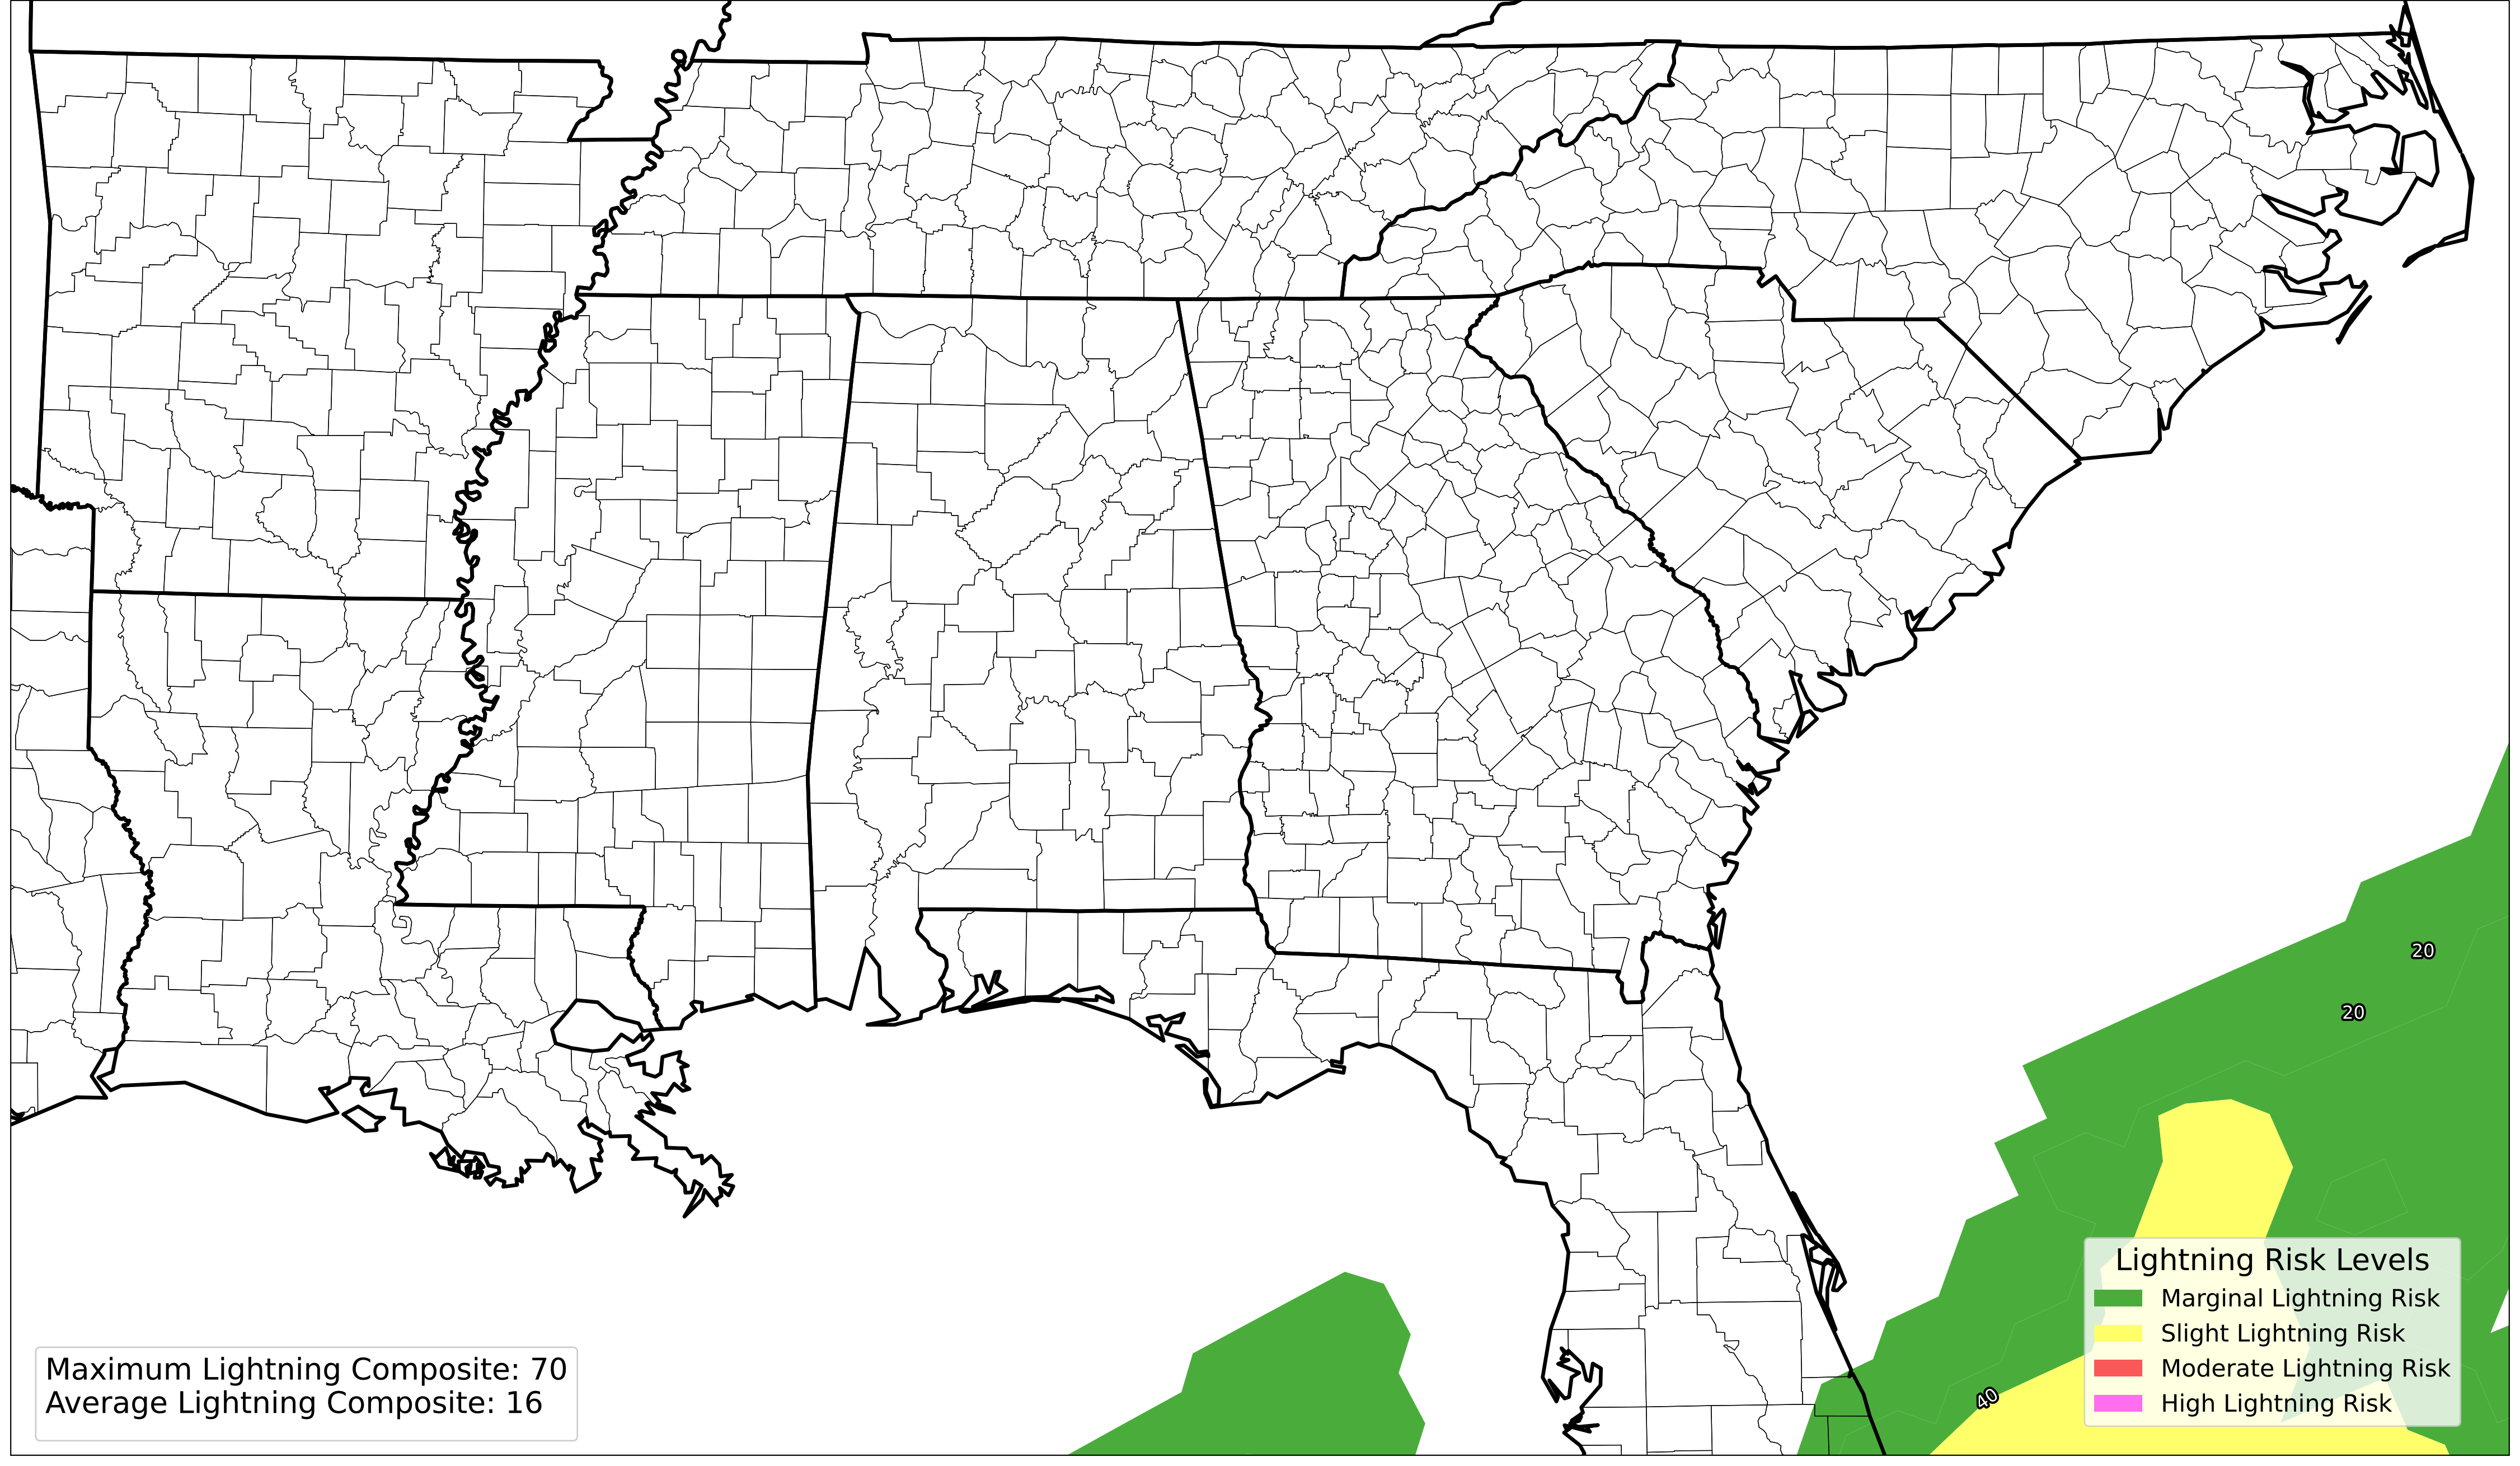 20
20
Lightning Risk Levels
Marginal Lightning Risk
Slight Lightning Risk
Moderate Lightning Risk
High Lightning Risk
40
Maximum Lightning Composite: 70
Average Lightning Composite: 16